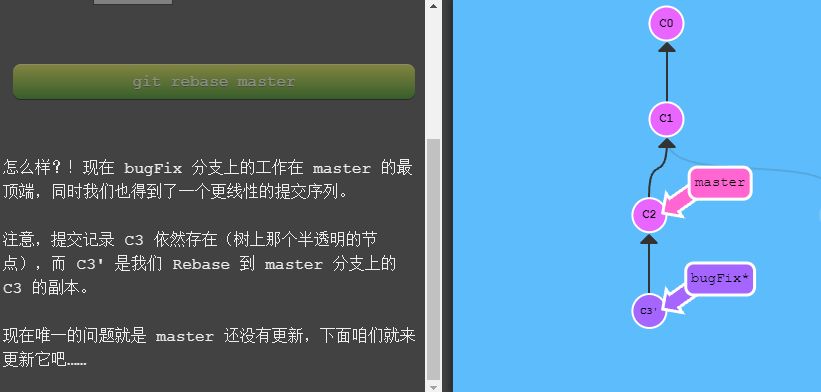 git rebase master
怎么样？！现在 bugFix 分支上的工作在 master 的最
顶端，同时我们也得到了一个更线性的提交序列。
注意，提交记录 C3 依然存在（树上那个半透明的节
点），而 C3' 是我们 Rebase 到 master 分支上的
C3 的副本。
现在唯一的问题就是 master 还没有更新，下面咱们就来
更新它吧……
C0
C1
master
C2
bugFix*
C3'